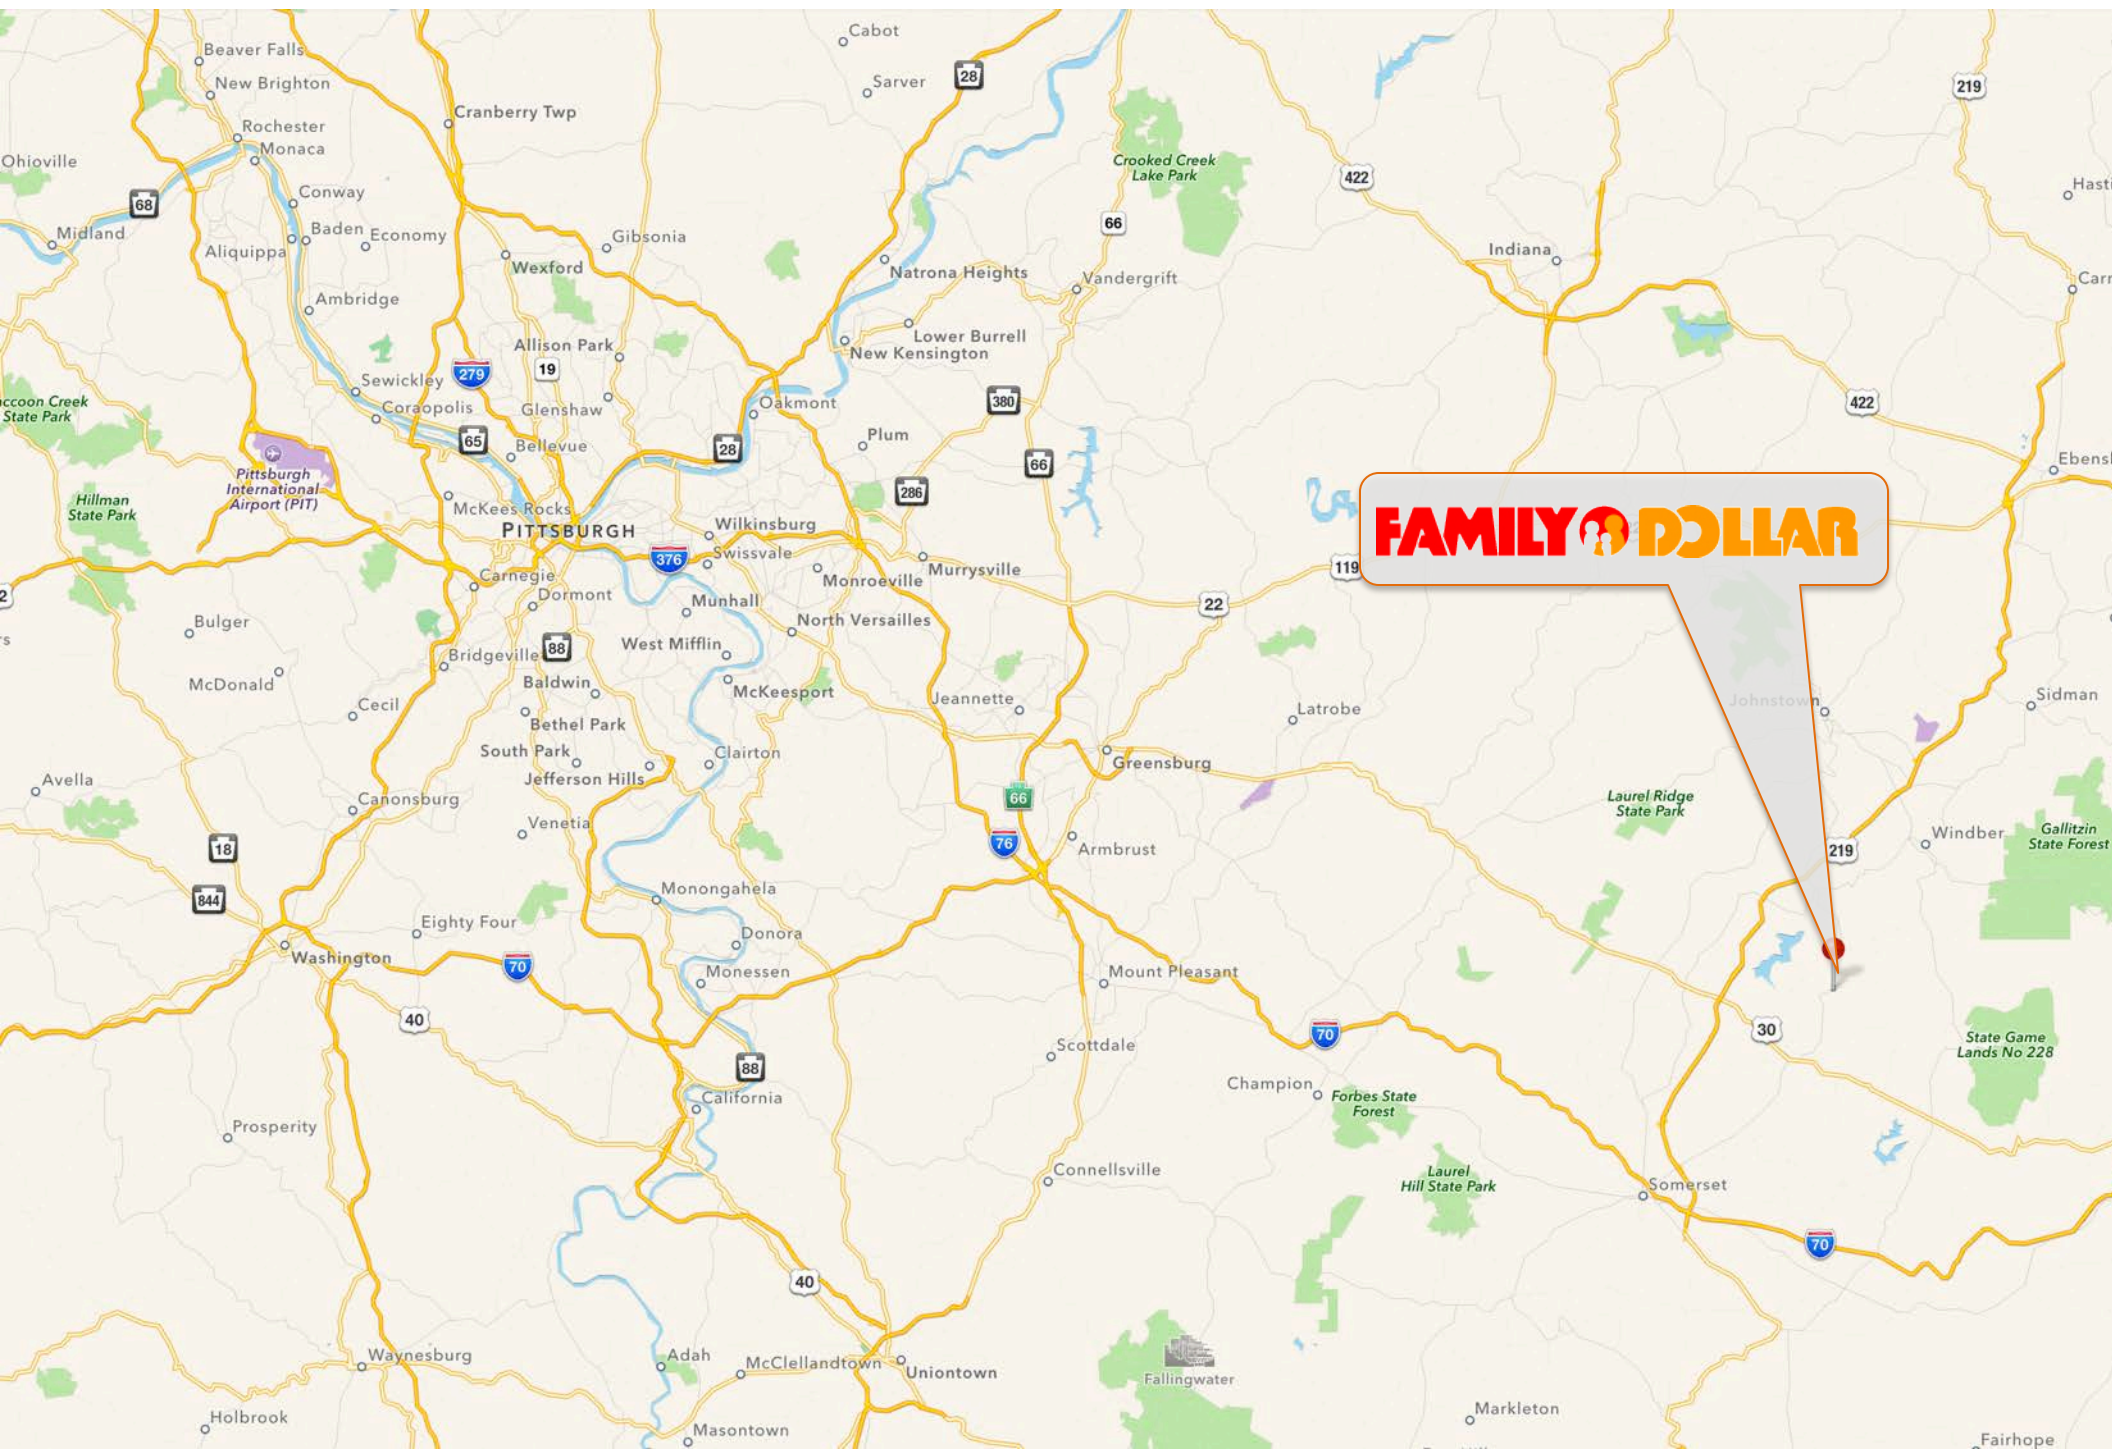 Cabot
Beaver Falls
Sarver
28
New Brighton
219
Cranberry Twp
Rochester
Monaca
Ohioville
Crooked Creek
Lake Park
422
Conway
68
Hasti
66
Midland
Baden
Economy
Gibsonia
Aliquippa
Indiana
Wexford
Natrona Heights
Vandergrift
Carr
Ambridge
Lower Burrell
New Kensington
Allison Park
279
19
Sewickley
Coraopolis
Glenshaw
Oakmont
380
422
ccoon Creek
State Park
65
Bellevue
28
Plum
66
Ebensl
Pittsburgh
International
Airport (PIT)
Hillman
State Park
286
McKees Rocks
PITTSBURGH
Wilkinsburg
FAMILY DOLLAR
376
Swissvale
Monroeville
Murrysville
119
Carnegie
Dormont
2
Munhall
22
Bulger
North Versailles
rs
88
West Mifflin
Bridgeville
McDonald
Baldwin
McKeesport
Jeannette
Latrobe
Johnstown
Sidman
Cecil
Bethel Park
South Park
Clairton
Jefferson Hills
Greensburg
Avella
Canonsburg
66
Laurel Ridge
State Park
Venetia
76
Armbrust
18
219
Windber
Gallitzin
State Forest
Monongahela
844
Eighty Four
Donora
Washington
70
Monessen
Mount Pleasant
40
70
30
Scottdale
State Game
Lands No 228
88
Champion
Forbes State
Forest
California
Prosperity
Connellsville
Laurel
Hill State Park
Somerset
70
40
Waynesburg
Adah
McClellandtown
Uniontown
Fallingwater
Holbrook
Markleton
Masontown
Fairhope